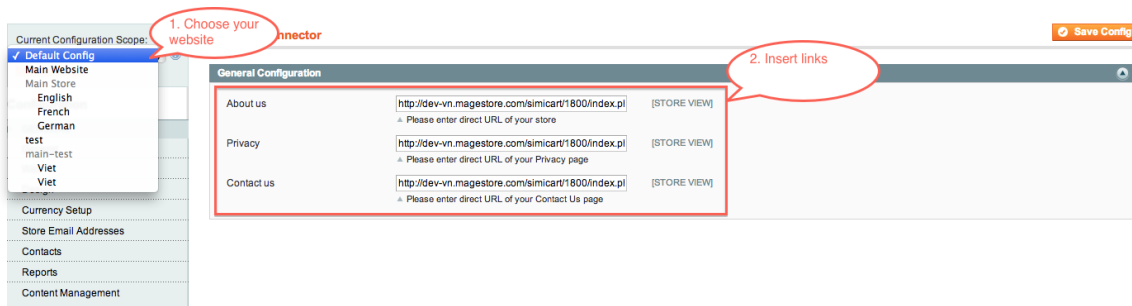 1. Choose your
website
Current Configuration Scope:
nnector
Save Config
✓ Default Config
Main Website
Main Store
English
French
German
test
main-test
Viet
Viet
Design
Currency Setup
Store Email Addresses
Contacts
Reports
Content Management
2. Insert links
General Configuration
About us
http://dev-vn.magestore.com/simicart/1800/index.pl
[STORE VIEW]
▲ Please enter direct URL of your store
Privacy
http://dev-vn.magestore.com/simicart/1800/index.pl
[STORE VIEW]
▲ Please enter direct URL of your Privacy page
Contact us
http://dev-vn.magestore.com/simicart/1800/index.pl
[STORE VIEW]
▲ Please enter direct URL of your Contact Us page